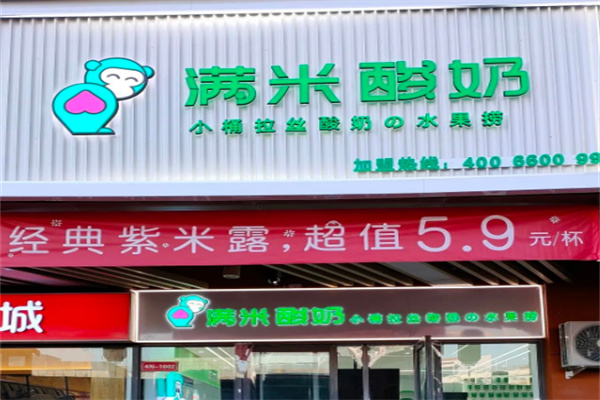 满米酸奶
小桶拉丝酸奶の水果捞
加盟热线：400 6600 99
经典紫米露，超值5.9元/杯
城
满米酸奶 小桶拉丝酸奶の水果捞